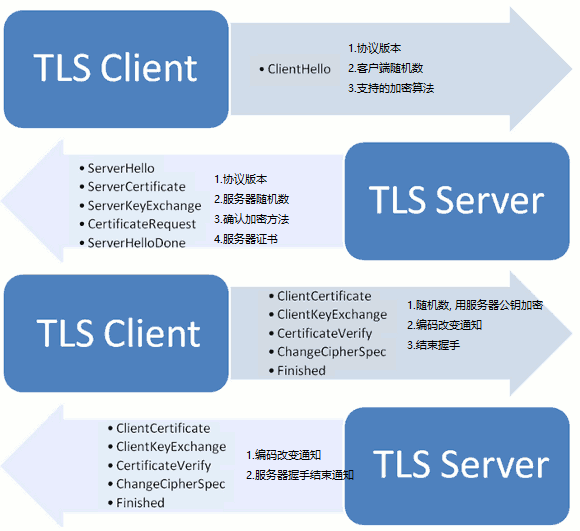 TLS Client
• ClientHello
1.协议版本
2.客户端随机数
3.支持的加密算法
• ServerHello
• ServerCertificate
• ServerKeyExchange
• CertificateRequest
• ServerHelloDone
1.协议版本
2.服务器随机数
3.确认加密方法
4.服务器证书
TLS Server
TLS Client
• ClientCertificate
• ClientKeyExchange
• CertificateVerify
• ChangeCipherSpec
• Finished
1.随机数, 用服务器公钥加密
2.编码改变通知
3.结束握手
• ClientCertificate
• ClientKeyExchange
• CertificateVerify
• ChangeCipherSpec
• Finished
1.编码改变通知
2.服务器握手结束通知
TLS Server